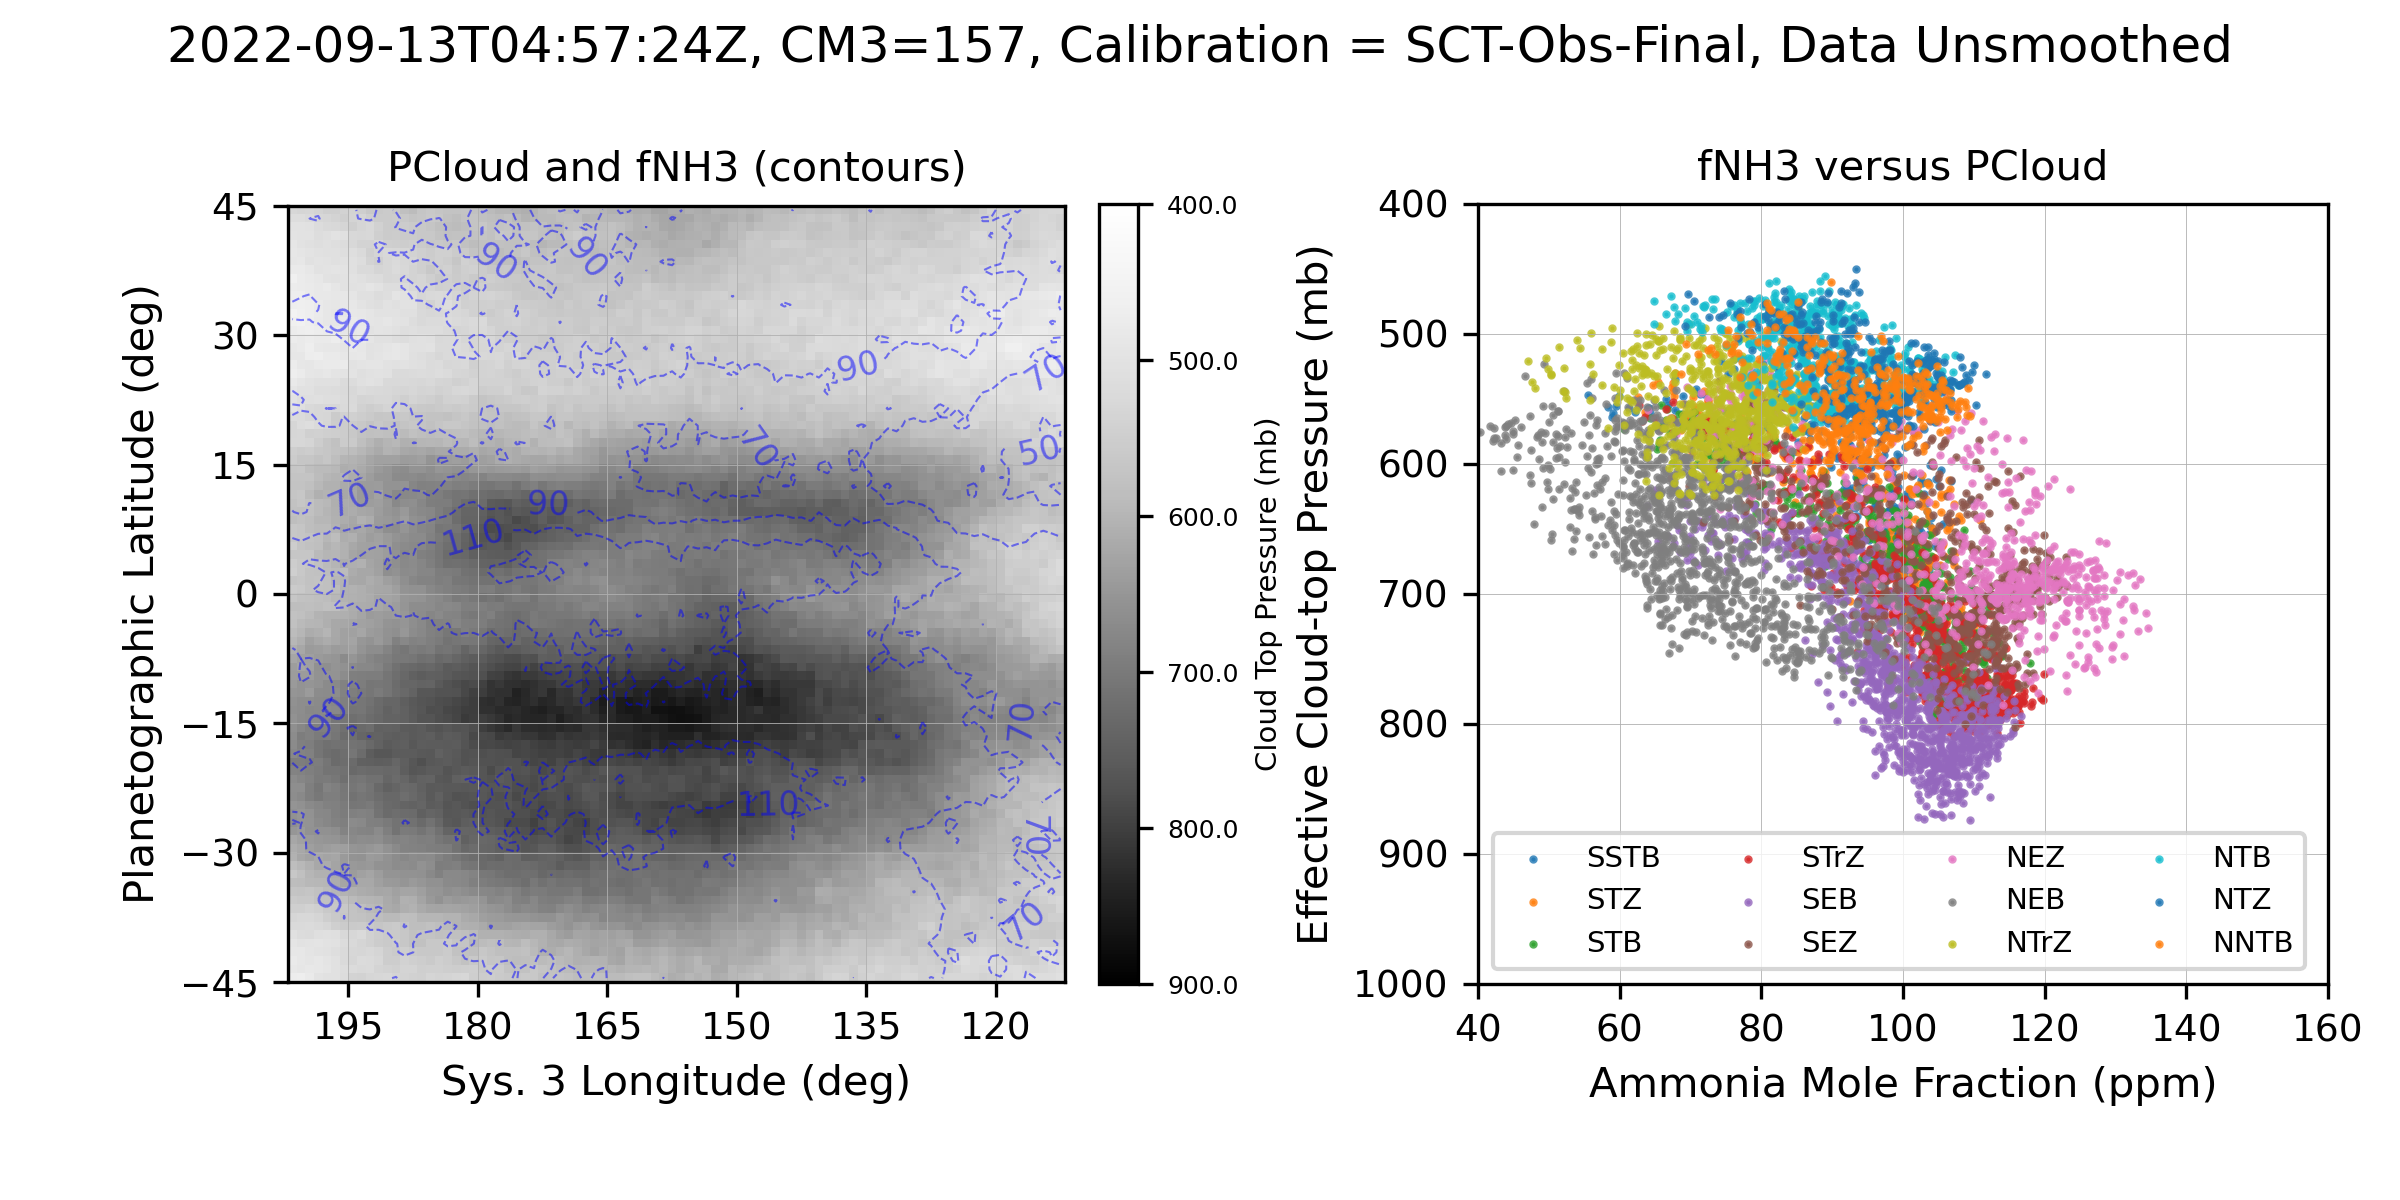 2022-09-13T04:57:24Z, CM3=157, Calibration = SCT-Obs-Final, Data Unsmoothed
PCloud and fNH3 (contours)
Planetographic Latitude (deg)
45
30
15
0
−15
−30
−45
90
90
90
90
70
50
70
70
90
110
90
70
110
70
90
70
195
180
165
150
135
120
Sys. 3 Longitude (deg)
400.0
500.0
600.0
700.0
800.0
900.0
Cloud Top Pressure (mb)
fNH3 versus PCloud
Effective Cloud-top Pressure (mb)
400
500
600
700
800
900
1000
SSTB
STZ
STB
STrZ
SEB
SEZ
NEZ
NEB
NTrZ
NTB
NTZ
NNTB
40
60
80
100
120
140
160
Ammonia Mole Fraction (ppm)